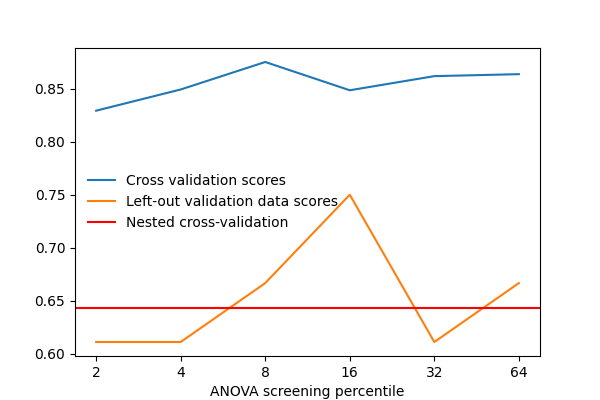 0.85
0.80
0.75
0.70
0.65
0.60
Cross validation scores
Left-out validation data scores
Nested cross-validation
2 4 8 16 32 64
ANOVA screening percentile